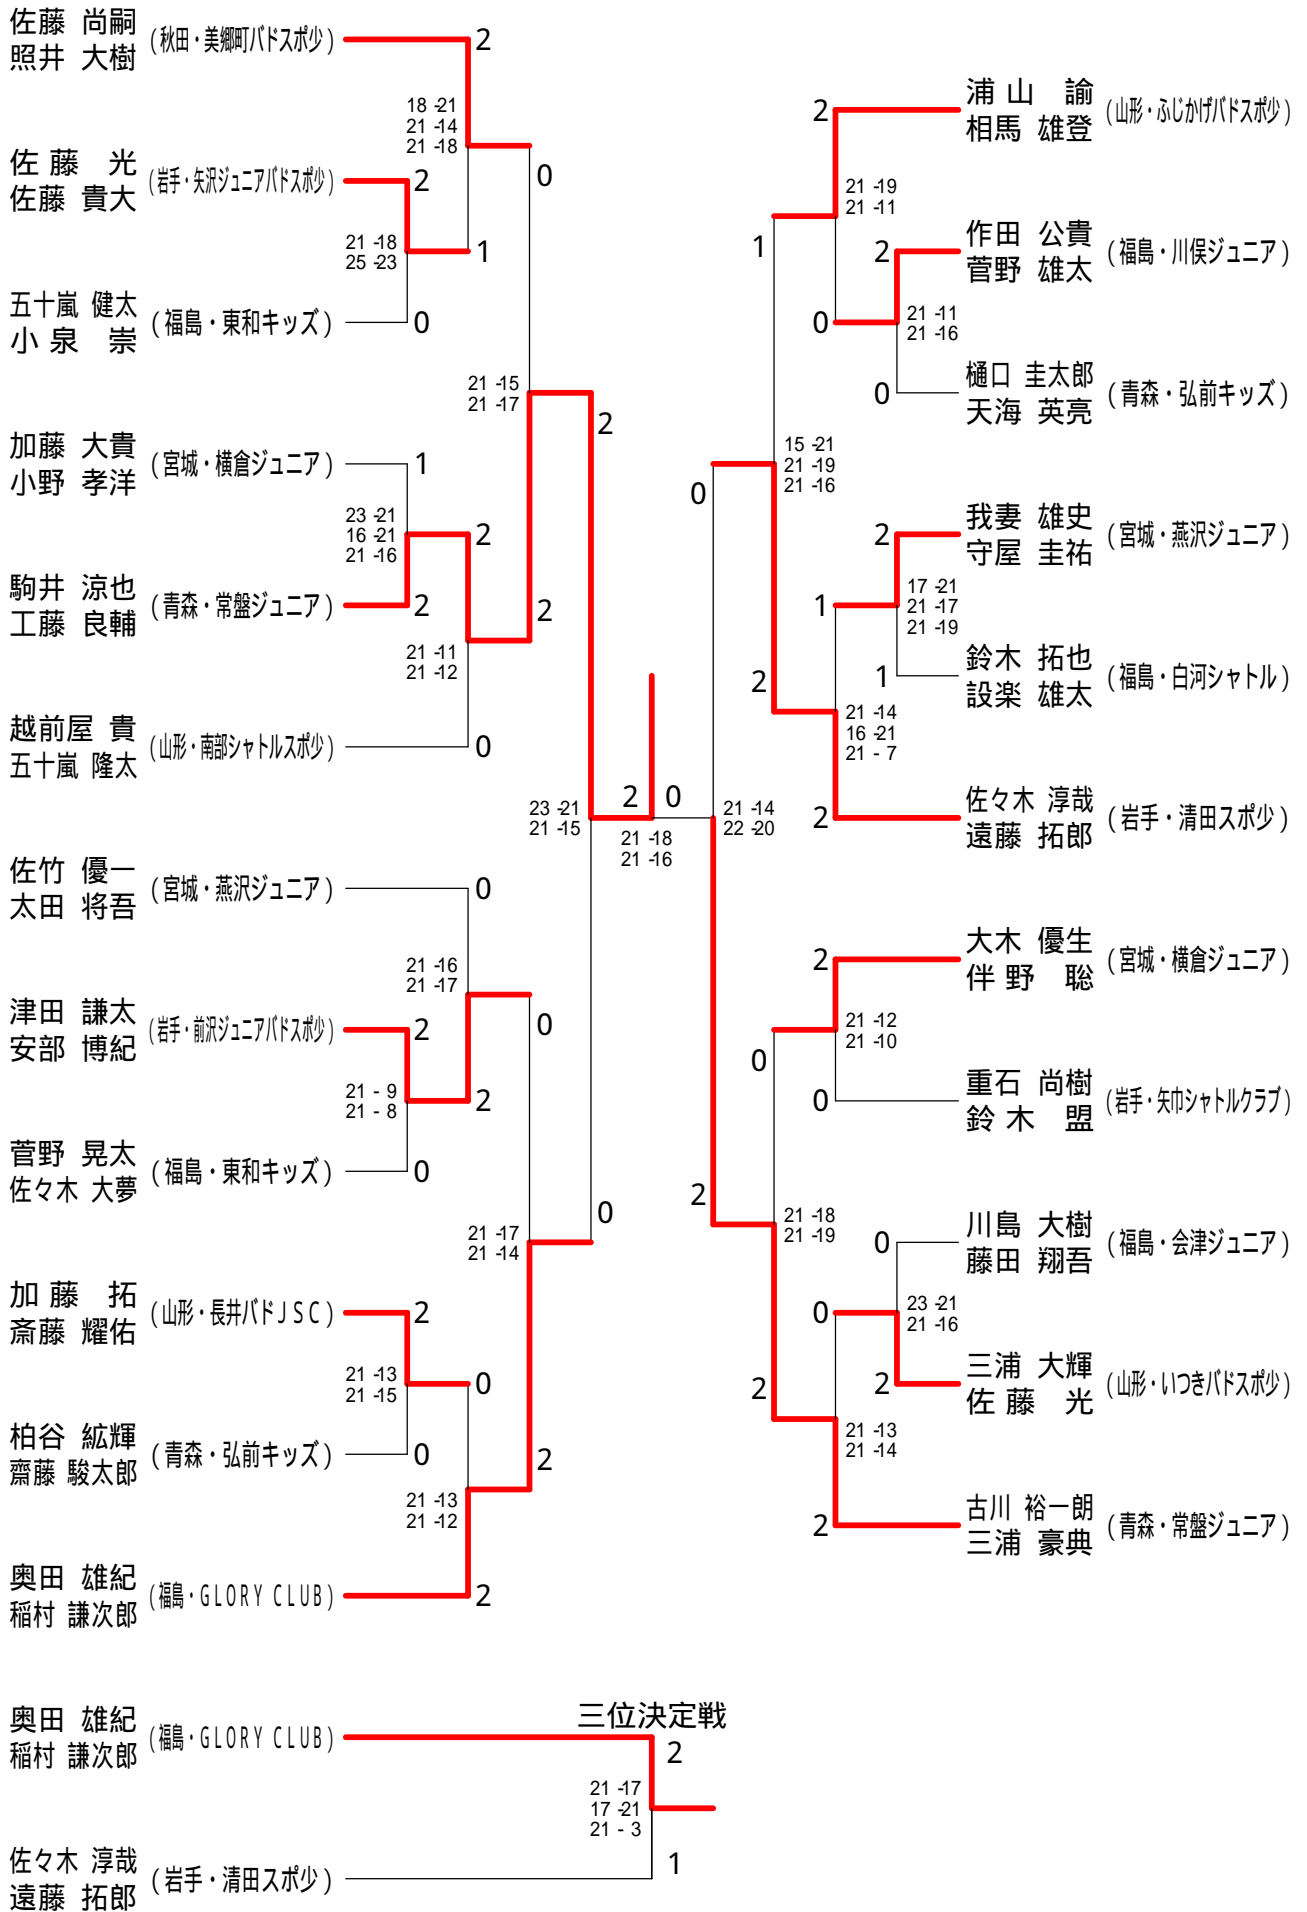 佐藤 尚嗣
照井 大樹
(秋田・美郷町バドスポ少)
2
18 -21
21 -14
21 -18
0
佐 藤 光
佐藤 貴大
(岩手・矢沢ジュニアバドスポ少)
2
21 -18
25 -23
1
五十嵐 健太
小 泉 崇
(福島・東和キッズ)
0
21 -15
21 -17
2
加藤 大貴
小野 孝洋
(宮城・横倉ジュニア)
1
23 -21
16 -21
21 -16
2
駒井 涼也
工藤 良輔
(青森・常盤ジュニア)
2
2
21 -11
21 -12
越前屋 貴
五十嵐 隆太
(山形・南部シャトルスポ少)
0
23 -21
21 -15
2
0
21 -18
21 -16
佐竹 優一
太田 将吾
(宮城・燕沢ジュニア)
0
21 -16
21 -17
0
津田 謙太
安部 博紀
(岩手・前沢ジュニアバドスポ少)
2
21 - 9
21 - 8
2
菅野 晃太
佐々木 大夢
(福島・東和キッズ)
0
21 -17
21 -14
0
加 藤 拓
斎藤 耀佑
(山形・長井バドJSC)
2
21 -13
21 -15
0
柏谷 紘輝
齋藤 駿太郎
(青森・弘前キッズ)
0
2
21 -13
21 -12
奥田 雄紀
稲村 謙次郎
(福島・GLORY CLUB)
2
浦 山 諭
相馬 雄登
(山形・ふじかげバドスポ少)
2
21 -19
21 -11
1
作田 公貴
菅野 雄太
(福島・川俣ジュニア)
2
0
21 -11
21 -16
樋口 圭太郎
天海 英亮
(青森・弘前キッズ)
0
15 -21
21 -19
21 -16
0
我妻 雄史
守屋 圭祐
(宮城・燕沢ジュニア)
2
1
17 -21
21 -17
21 -19
鈴木 拓也
設楽 雄太
(福島・白河シャトル)
1
2
21 -14
16 -21
21 - 7
佐々木 淳哉
遠藤 拓郎
(岩手・清田スポ少)
2
21 -14
22 -20
大木 優生
伴 野 聡
(宮城・横倉ジュニア)
2
21 -12
21 -10
0
重石 尚樹
鈴 木 盟
(岩手・矢巾シャトルクラブ)
0
2
21 -18
21 -19
川島 大樹
藤田 翔吾
(福島・会津ジュニア)
0
0
23 -21
21 -16
三浦 大輝
佐 藤 光
(山形・いつきバドスポ少)
2
2
21 -13
21 -14
古川 裕一朗
三浦 豪典
(青森・常盤ジュニア)
2
三位決定戦
奥田 雄紀
稲村 謙次郎
(福島・GLORY CLUB)
2
21 -17
17 -21
21 - 3
佐々木 淳哉
遠藤 拓郎
(岩手・清田スポ少)
1